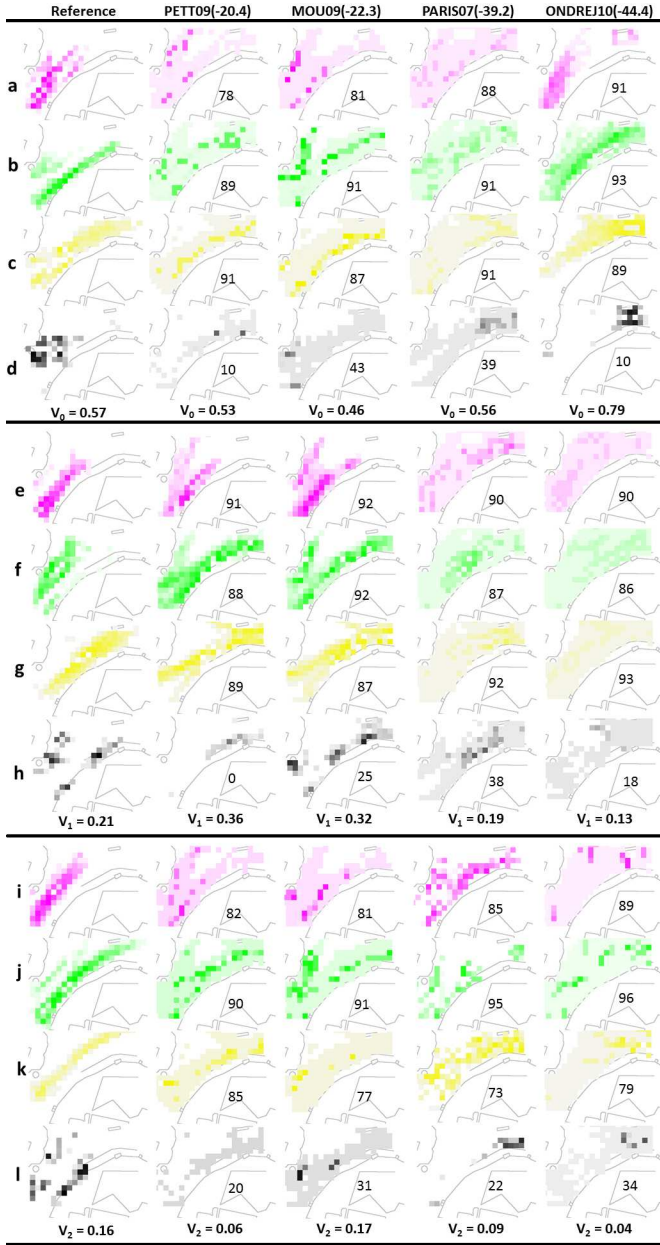 Reference PETT09(-20.4) MOU09(-22.3) PARIS07(-39.2) ONDREJ10(-44.4)
a 78 81 88 91
b 89 91 91 93
c 91 87 91 89
d 10 43 39 10
V₀ = 0.57 V₀ = 0.53 V₀ = 0.46 V₀ = 0.56 V₀ = 0.79
e 91 92 90 90
f 88 92 87 86
g 89 87 92 93
h 0 25 38 18
V₁ = 0.21 V₁ = 0.36 V₁ = 0.32 V₁ = 0.19 V₁ = 0.13
i 82 81 85 89
j 90 91 95 96
k 85 77 73 79
l 20 31 22 34
V₂ = 0.16 V₂ = 0.06 V₂ = 0.17 V₂ = 0.09 V₂ = 0.04